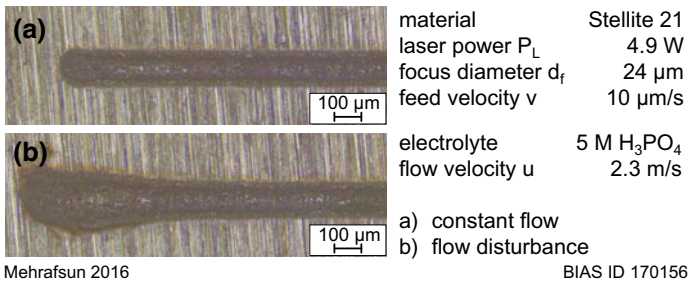 (a)
100 µm
(b)
100 µm
material Stellite 21
laser power P_L 4.9 W
focus diameter d_f 24 µm
feed velocity v 10 µm/s
electrolyte 5 M H₃PO₄
flow velocity u 2.3 m/s
a) constant flow
b) flow disturbance
Mehrafsun 2016 BIAS ID 170156